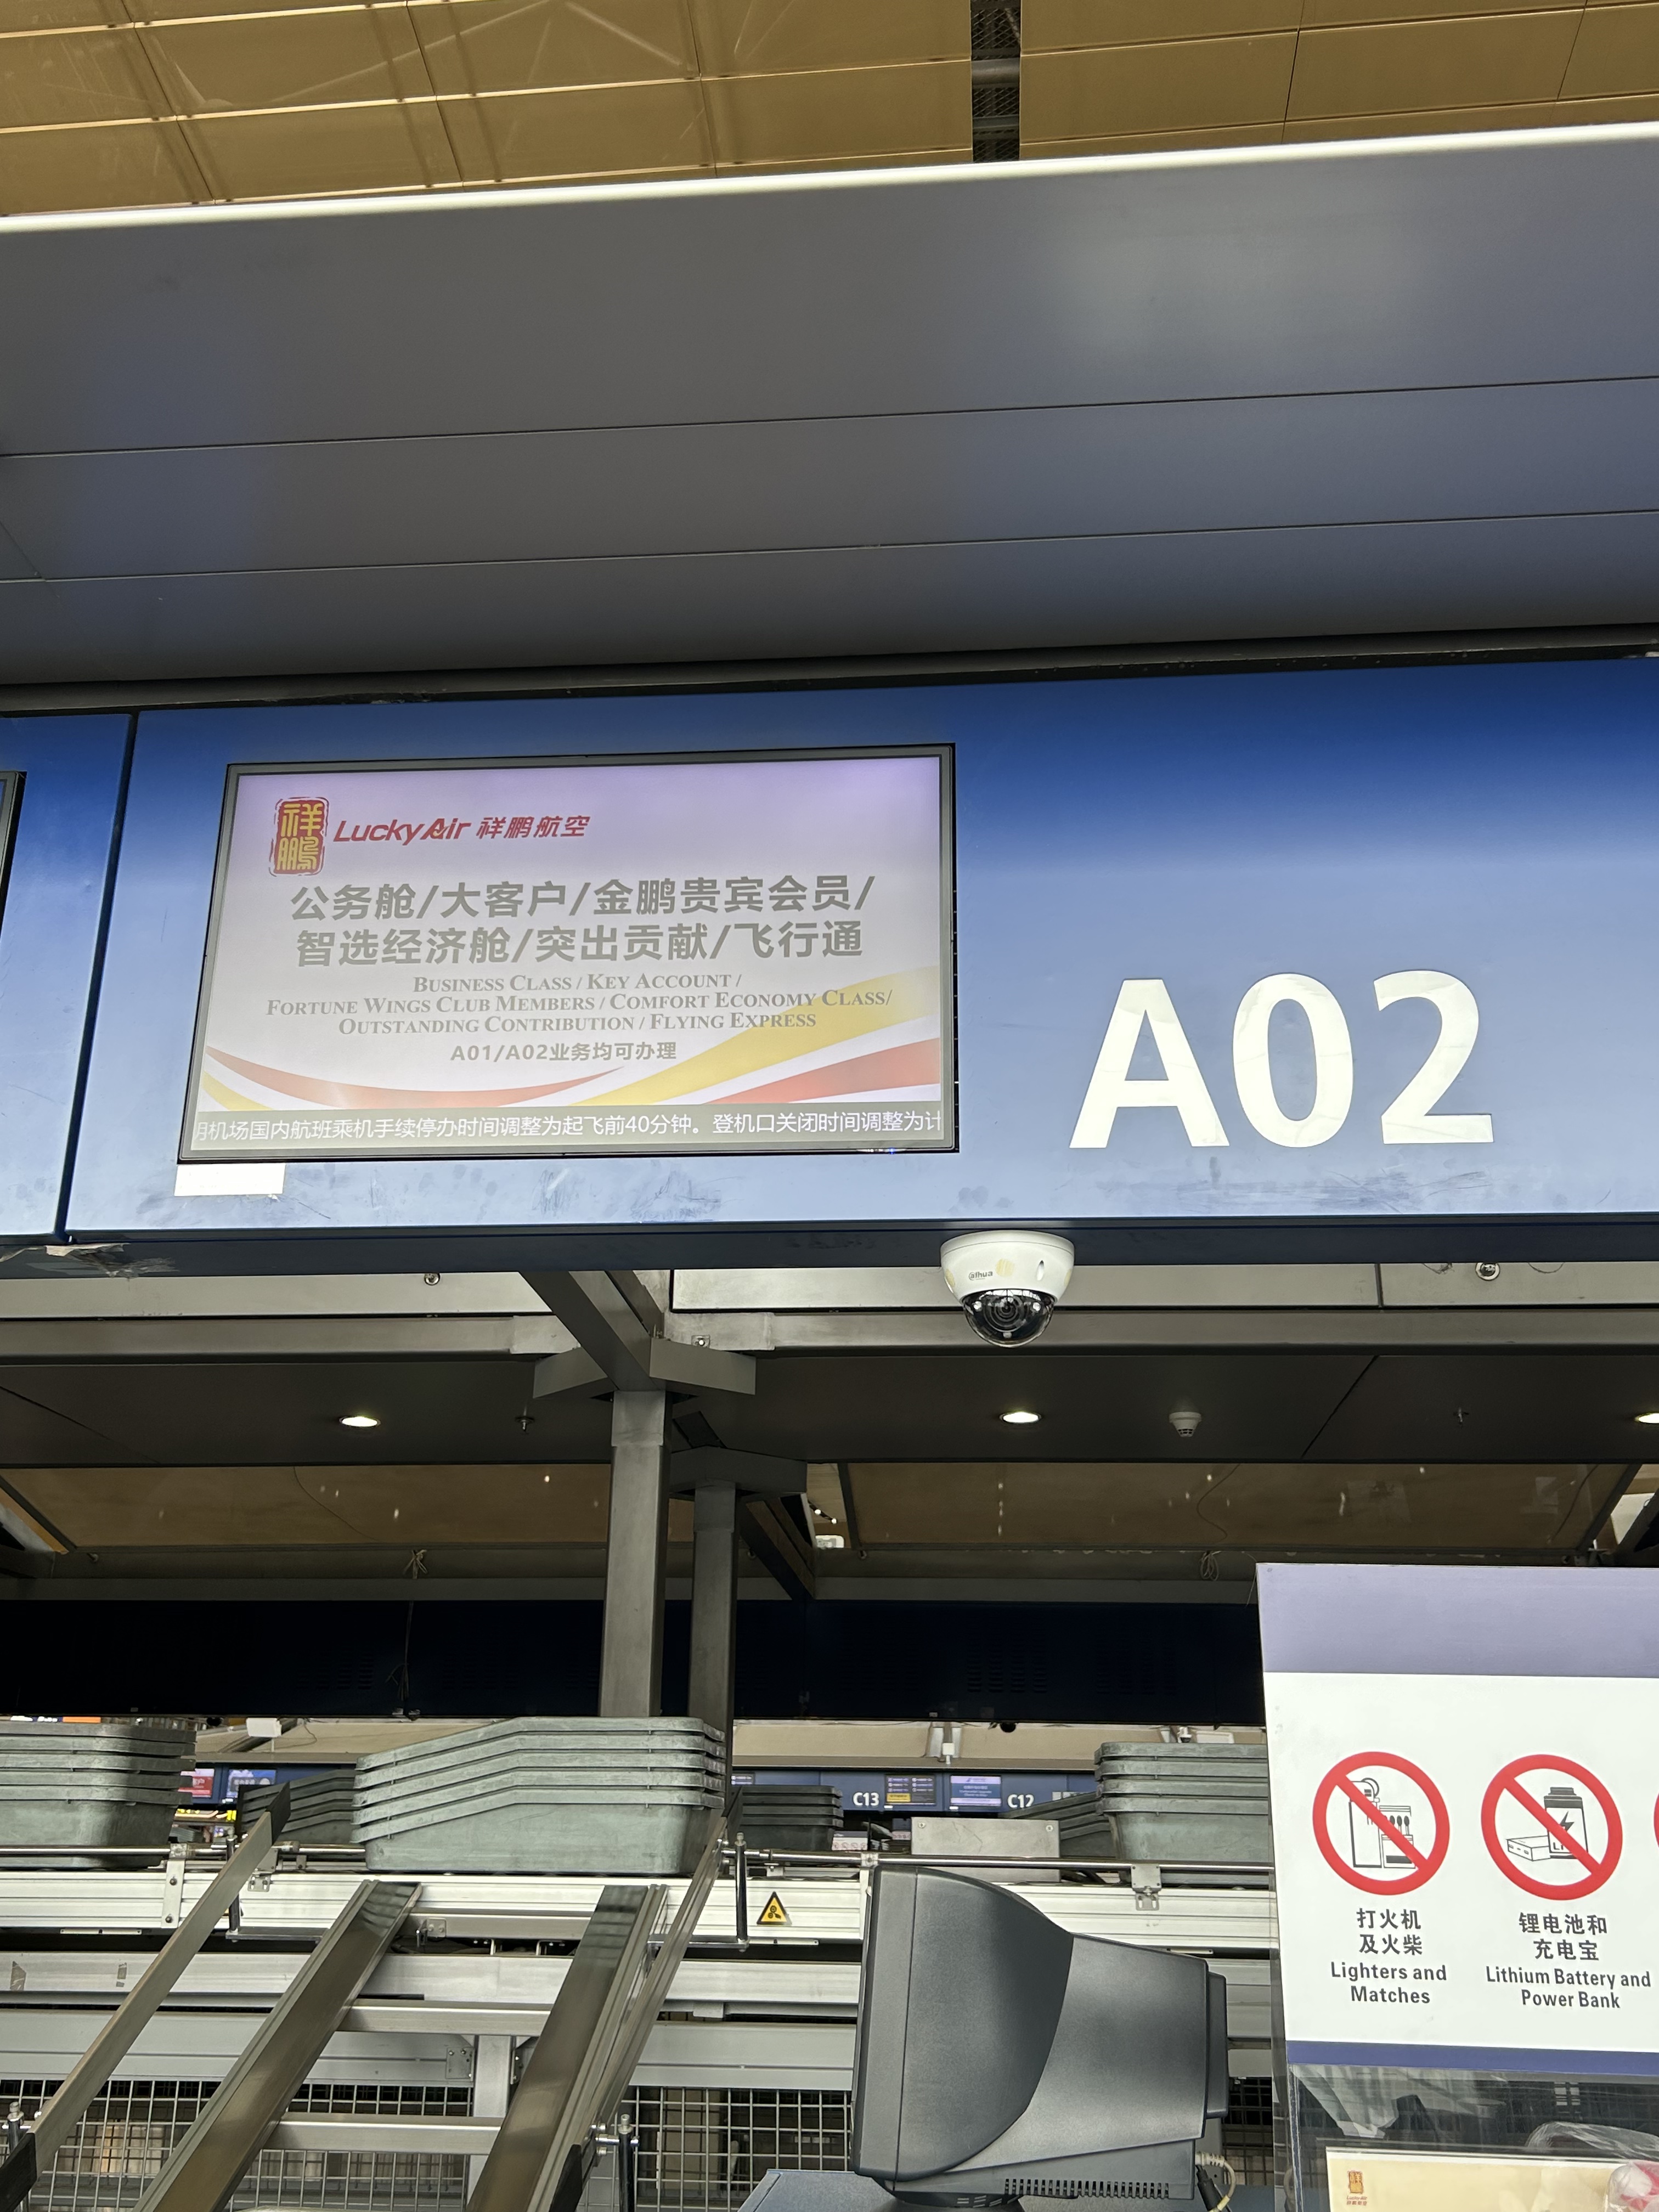 祥鹏
Lucky Air 祥鹏航空
公务舱/大客户/金鹏贵宾会员/
智选经济舱/突出贡献/飞行通
BUSINESS CLASS / KEY ACCOUNT /
FORTUNE WINGS CLUB MEMBERS / COMFORT ECONOMY CLASS/
OUTSTANDING CONTRIBUTION / FLYING EXPRESS
A01/A02业务均可办理
机场国内航班乘机手续停办时间调整为起飞前40分钟。登机口关闭时间调整为计
A02
alhua
C13
C12
打火机
及火柴
Lighters and
Matches
锂电池和
充电宝
Lithium Battery and
Power Bank